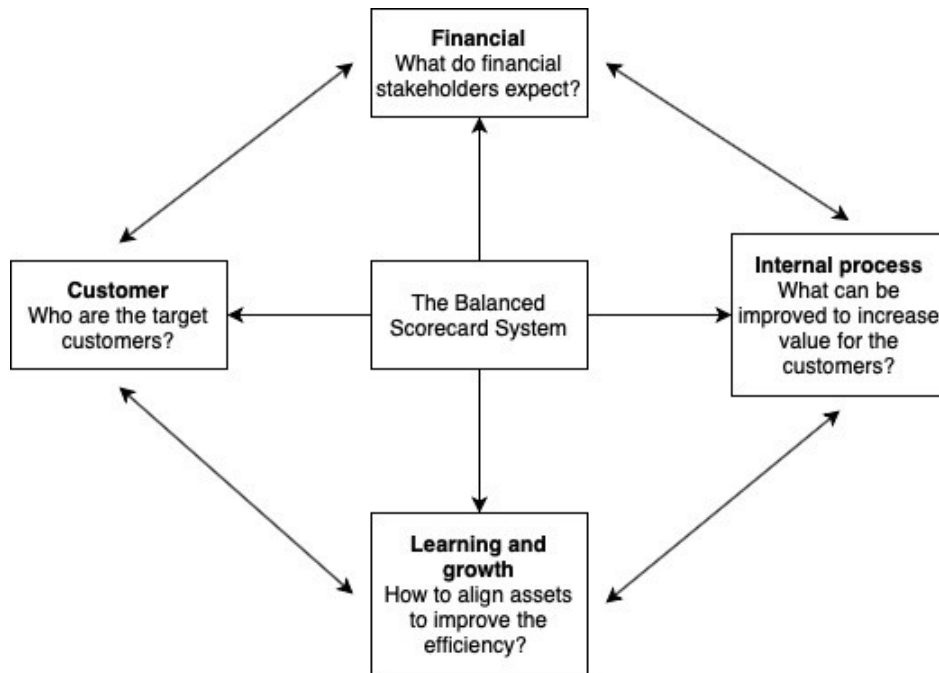 Financial
What do financial
stakeholders expect?
Customer
Who are the target
customers?
The Balanced
Scorecard System
Internal process
What can be
improved to increase
value for the
customers?
Learning and
growth
How to align assets
to improve the
efficiency?